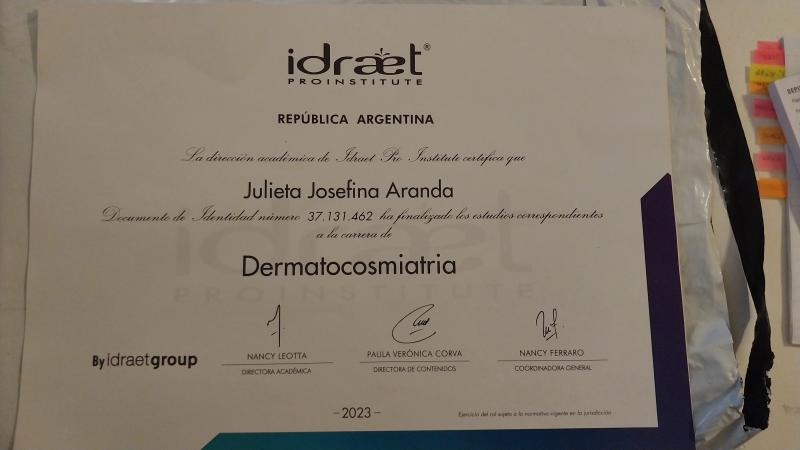 idraet®
PROINSTITUTE
REPÚBLICA ARGENTINA
La dirección académica de Idraet Pro Institute certifica que
Julieta Josefina Aranda
Documento de Identidad número 37.131.462 ha finalizado los estudios correspondientes
a la carrera de
Dermatocosmiatria
By idraetgroup
NANCY LEOTTA
DIRECTORA ACADÉMICA
PAULA VERÓNICA CORVA
DIRECTORA DE CONTENIDOS
NANCY FERRARO
COORDINADORA GENERAL
-2023-
Ejercicio del rol sujeto a la normativa vigente en la jurisdicción